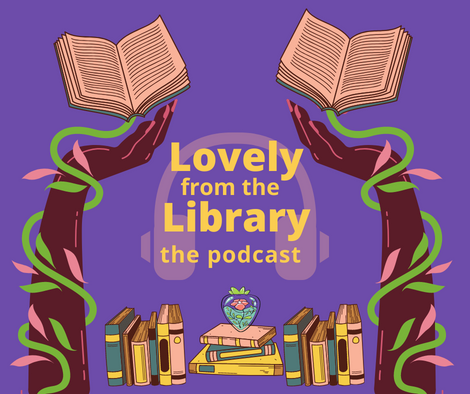 Lovely
from the
Library
the podcast